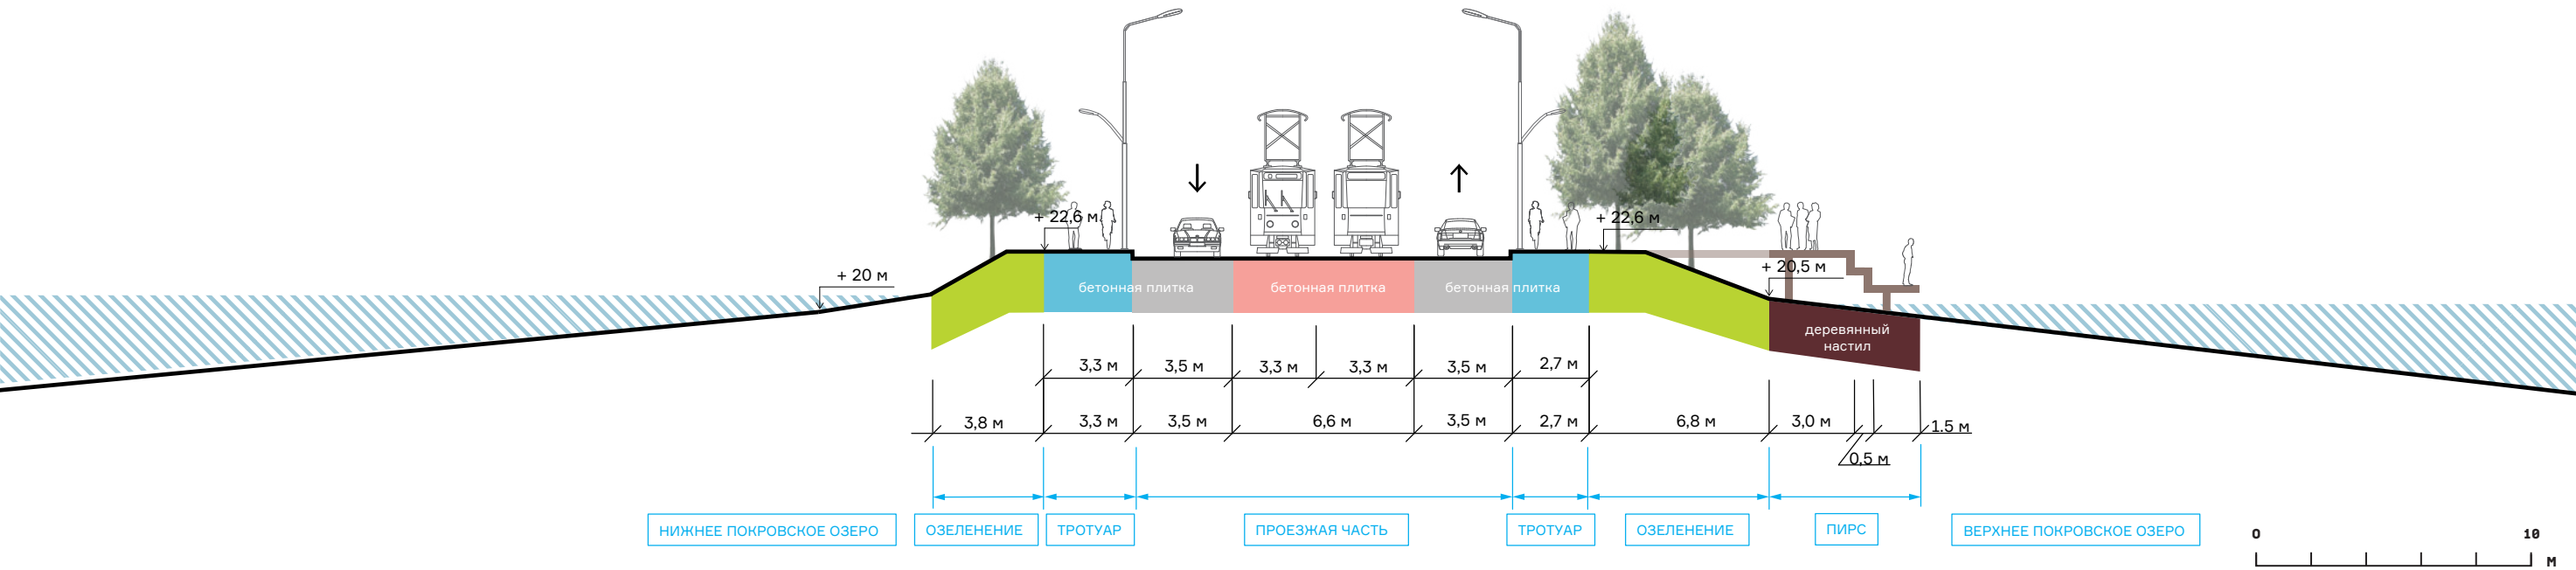 + 22,6 м
+ 22,6 м
+ 20 м
+ 20,5 м
бетонная плитка
бетонная плитка
бетонная плитка
деревянный
настил
3,3 м
3,5 м
3,3 м
3,3 м
3,5 м
2,7 м
3,8 м
3,3 м
3,5 м
6,6 м
3,5 м
2,7 м
6,8 м
3,0 м
0,5 м
1.5 м
НИЖНЕЕ ПОКРОВСКОЕ ОЗЕРО
ОЗЕЛЕНЕНИЕ
ТРОТУАР
ПРОЕЗЖАЯ ЧАСТЬ
ТРОТУАР
ОЗЕЛЕНЕНИЕ
ПИРС
ВЕРХНЕЕ ПОКРОВСКОЕ ОЗЕРО
0
10
м